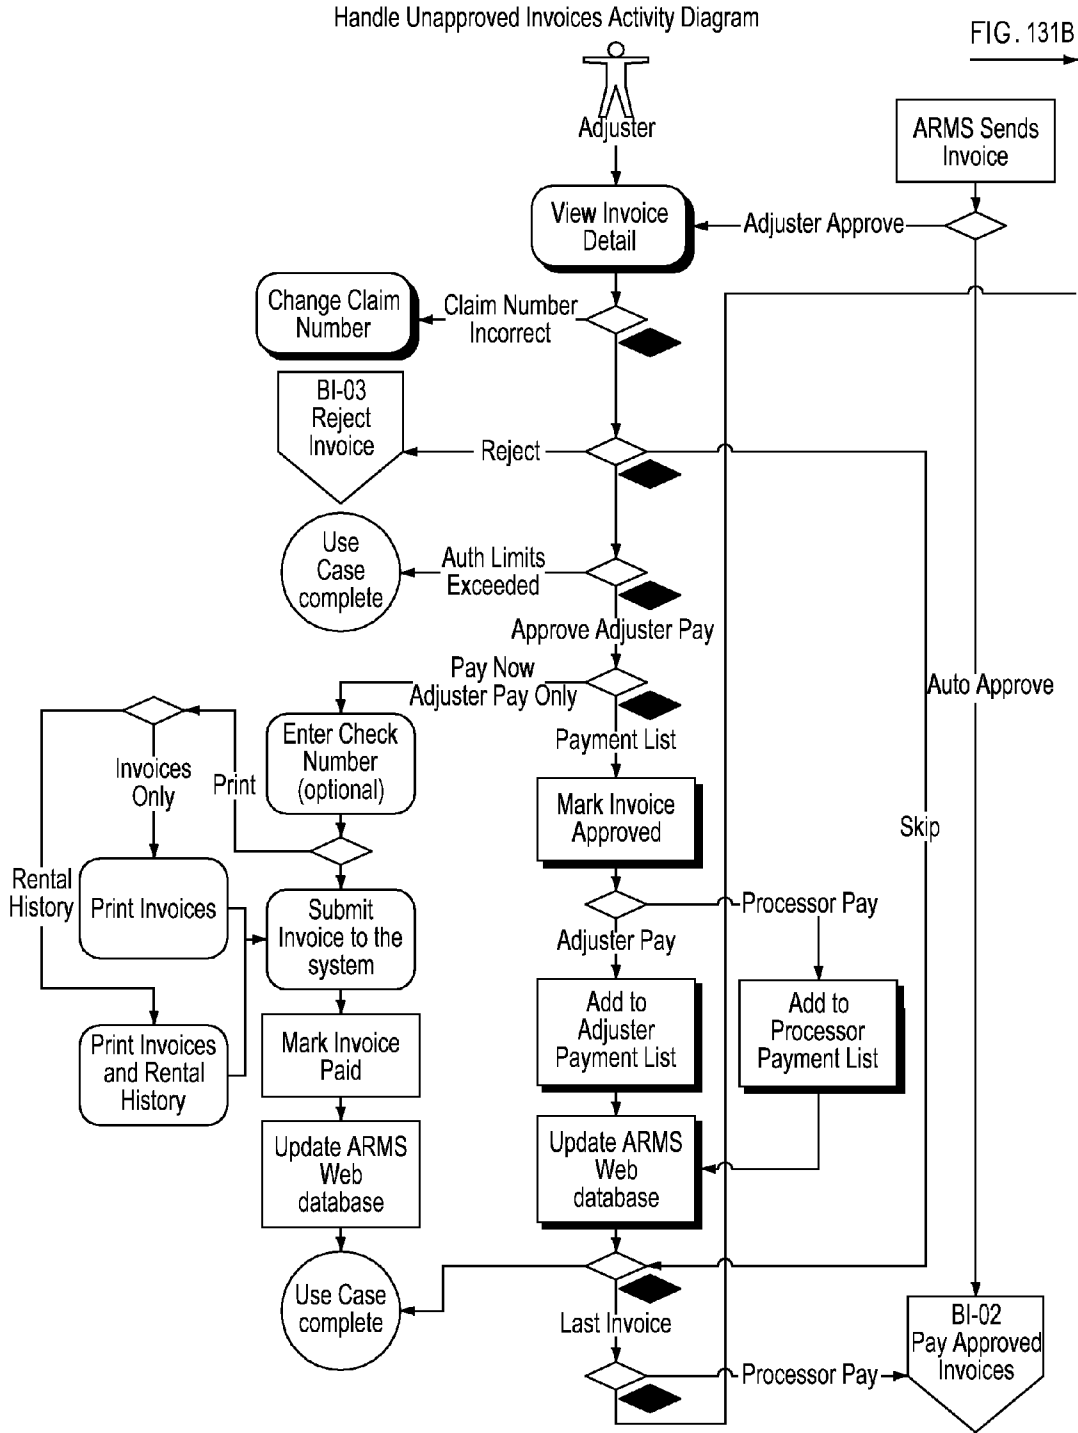 Handle Unapproved Invoices Activity Diagram
FIG. 131B
Adjuster
ARMS Sends
Invoice
View Invoice
Detail
Adjuster Approve
Change Claim
Number
Claim Number
Incorrect
BI-03
Reject
Invoice
Reject
Use
Case
complete
Auth Limits
Exceeded
Approve Adjuster Pay
Pay Now
Adjuster Pay Only
Auto Approve
Enter Check
Number
(optional)
Payment List
Invoices
Only
Print
Mark Invoice
Approved
Skip
Rental
History
Print Invoices
Submit
Invoice to the
system
Processor Pay
Adjuster Pay
Add to
Adjuster
Payment List
Add to
Processor
Payment List
Print Invoices
and Rental
History
Mark Invoice
Paid
Update ARMS
Web
database
Update ARMS
Web
database
Use Case
complete
Last Invoice
BI-02
Pay Approved
Invoices
Processor Pay